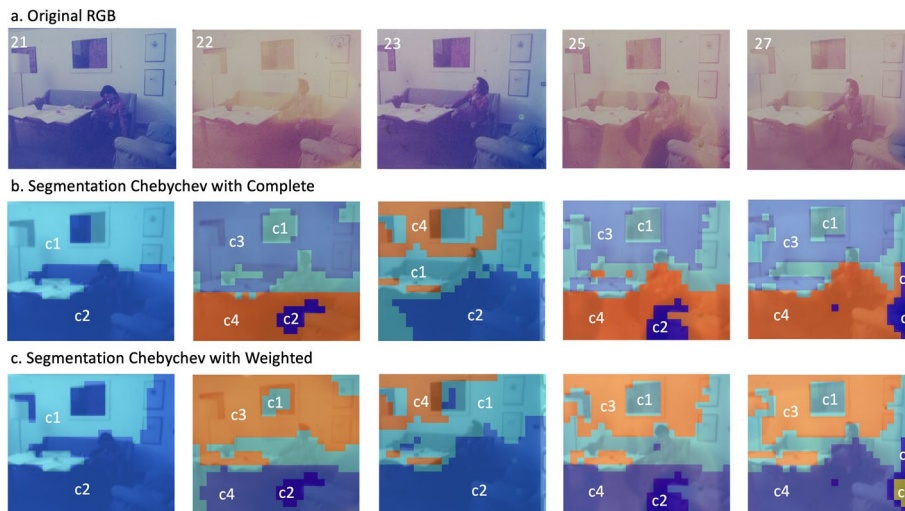 a. Original RGB
21 22 23 25 27
b. Segmentation Chebychev with Complete
c1 c2 c3 c1 c4 c2 c4 c1 c2 c3 c1 c4 c2 c3 c1 c4
c. Segmentation Chebychev with Weighted
c1 c2 c3 c1 c4 c2 c4 c1 c2 c3 c1 c4 c2 c3 c1 c4